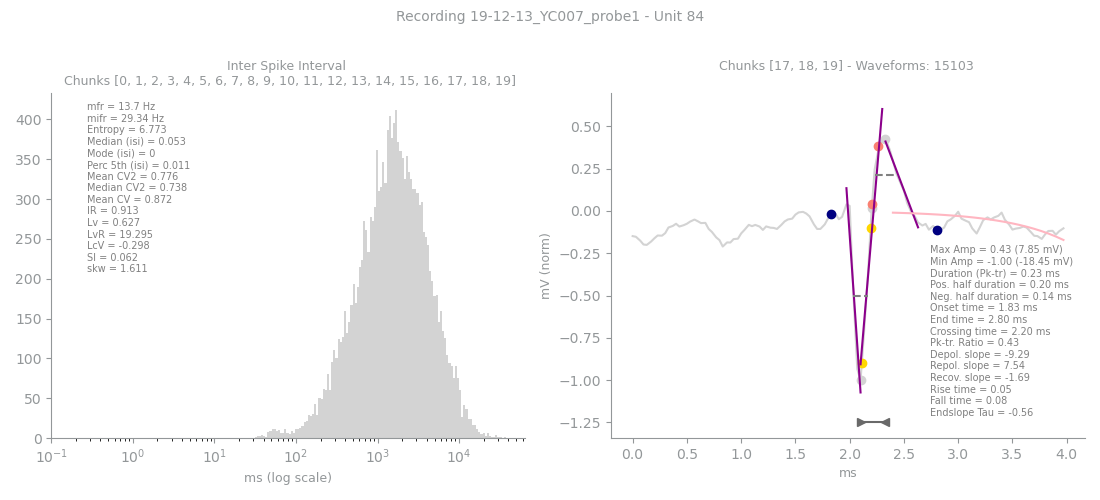 Recording 19-12-13_YC007_probe1 - Unit 84
Inter Spike Interval
Chunks [0, 1, 2, 3, 4, 5, 6, 7, 8, 9, 10, 11, 12, 13, 14, 15, 16, 17, 18, 19]
mfr = 13.7 Hz
mifr = 29.34 Hz
Entropy = 6.773
Median (isi) = 0.053
Mode (isi) = 0
Perc 5th (isi) = 0.011
Mean CV2 = 0.776
Median CV2 = 0.738
Mean CV = 0.872
IR = 0.913
Lv = 0.627
LvR = 19.295
LcV = -0.298
SI = 0.062
skw = 1.611
400
350
300
250
200
150
100
50
0
10⁻¹ 10⁰ 10¹ 10² 10³ 10⁴
ms (log scale)
Chunks [17, 18, 19] - Waveforms: 15103
mV (norm)
0.50
0.25
0.00
−0.25
−0.50
−0.75
−1.00
−1.25
Max Amp = 0.43 (7.85 mV)
Min Amp = -1.00 (-18.45 mV)
Duration (Pk-tr) = 0.23 ms
Pos. half duration = 0.20 ms
Neg. half duration = 0.14 ms
Onset time = 1.83 ms
End time = 2.80 ms
Crossing time = 2.20 ms
Pk-tr. Ratio = 0.43
Depol. slope = -9.29
Repol. slope = 7.54
Recov. slope = -1.69
Rise time = 0.05
Fall time = 0.08
Endslope Tau = -0.56
0.0 0.5 1.0 1.5 2.0 2.5 3.0 3.5 4.0
ms